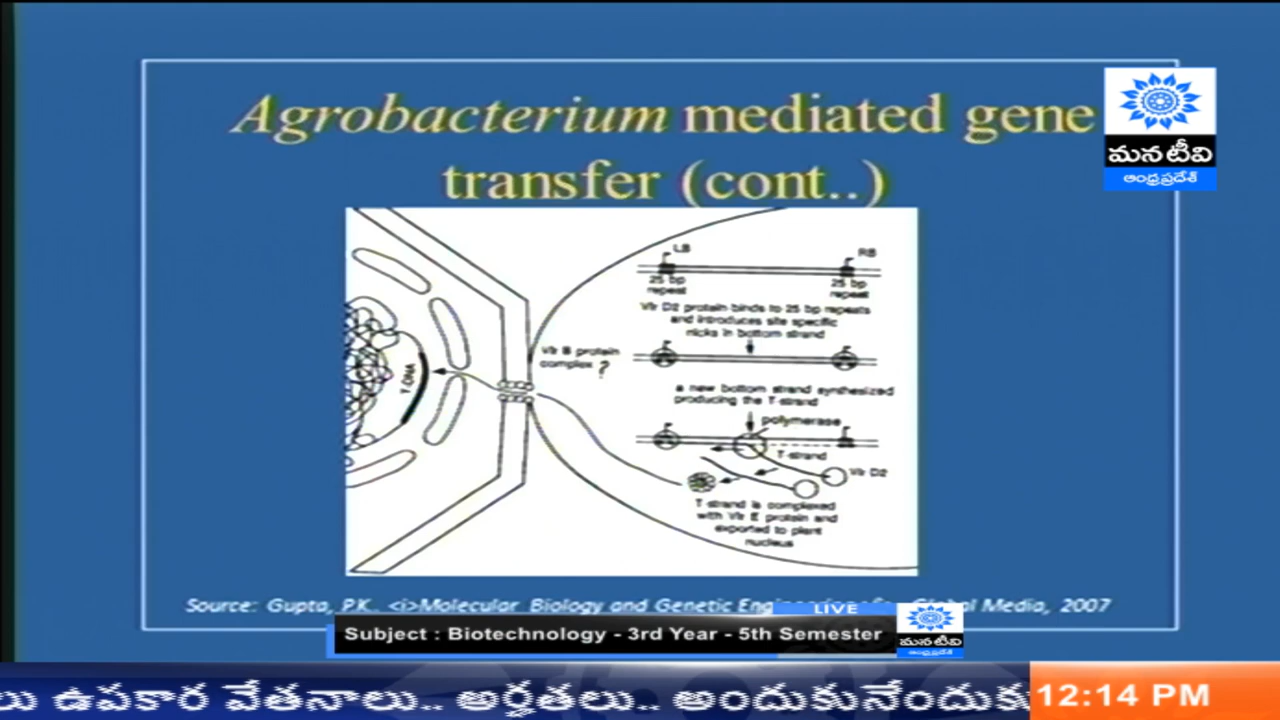 Agrobacterium mediated gene
transfer (cont..)
మన టీవి
ఆంధ్రప్రదేశ్
LB
RB
25 bp
repeat
25 bp
repeat
Vir D2 protein binds to 25 bp repeats
and introduces site specific
nicks in bottom strand
Vir B protein
complex ?
T-DNA
a new bottom strand synthesized
producing the T-strand
polymerase
T-strand
Vir D2
T strand is complexed
with Vir E protein and
exported to plant
nucleus
Source: Gupta, P.K.. <i>Molecular Biology and Genetic Media, 2007
LIVE
Subject : Biotechnology - 3rd Year - 5th Semester
మన టీవి
ఆంధ్రప్రదేశ్
లు ఉపకార వేతనాలు.. అర్హతలు.. అందుకునేందుకు
12:14 PM